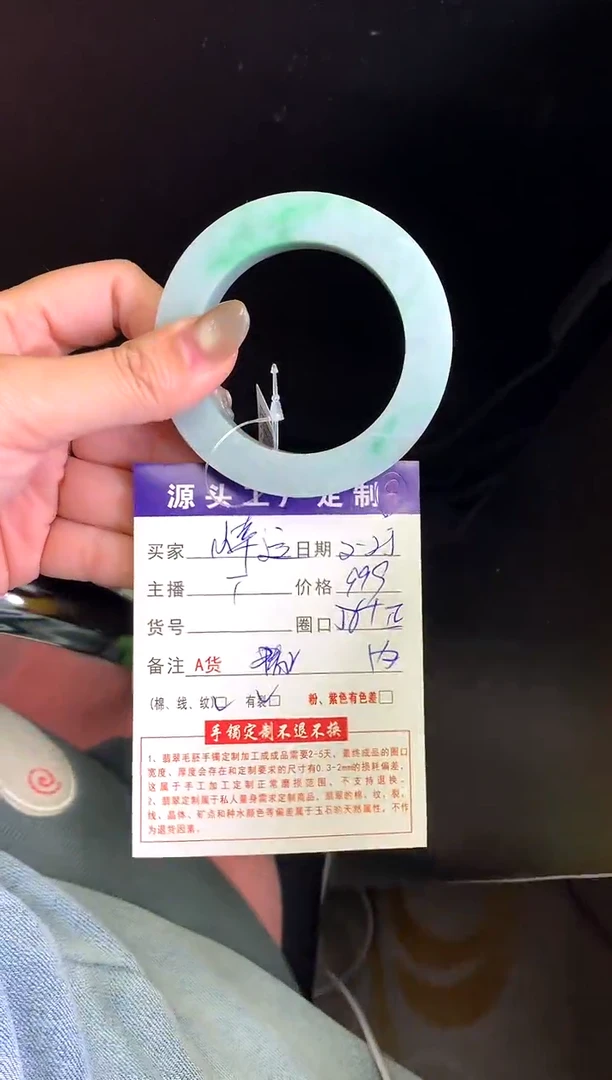 源头工厂定制
买家 日期 2-25
主播 价格 999
货号 圈口
备注 A货
(棉、线、纹)□ 有裂□ 粉、紫色有色差□
手镯定制不退不换
1、翡翠毛胚手镯定制加工成成品需要2-5天，最终成品的圈口
宽度，厚度会存在和定制要求的尺寸有0.3-2mm的损耗偏差，
这属于手工加工定制正常磨损范围，不支持退换。
2、翡翠定制属于私人量身需求定制商品，翡翠的棉，纹，裂，
线，晶体，矿点和种水颜色等偏差属于玉石的天然属性，不作
为退货因素。